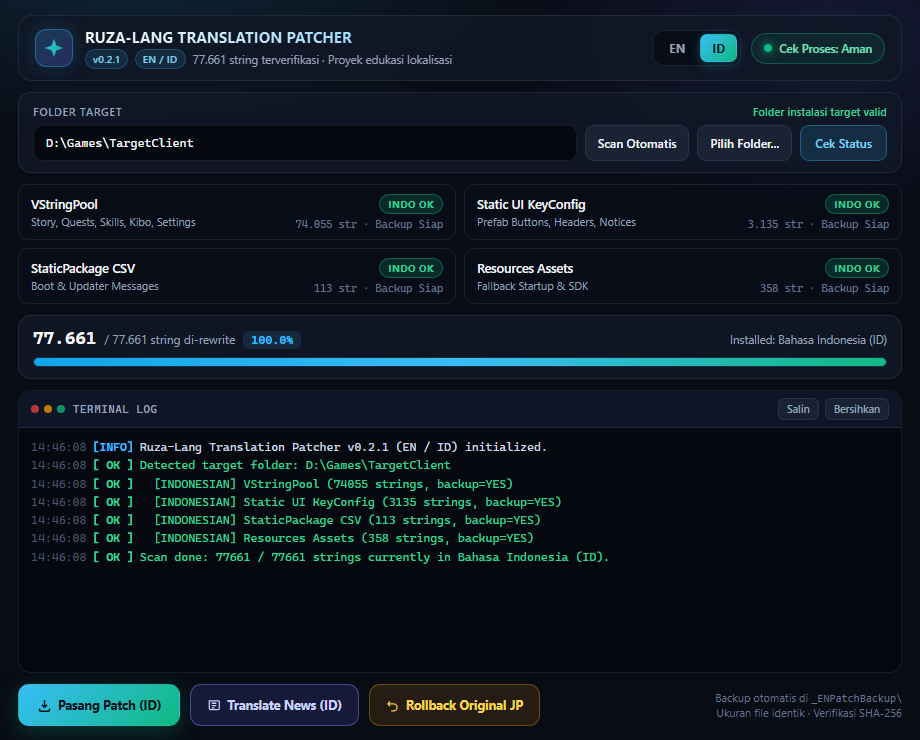 RUZA-LANG TRANSLATION PATCHER
v0.2.1 EN / ID 77.661 string terverifikasi · Proyek edukasi lokalisasi
EN ID Cek Proses: Aman
FOLDER TARGET Folder instalasi target valid
D:\Games\TargetClient Scan Otomatis Pilih Folder... Cek Status
VStringPool INDO OK
Story, Quests, Skills, Kibo, Settings 74.055 str · Backup Siap
Static UI KeyConfig INDO OK
Prefab Buttons, Headers, Notices 3.135 str · Backup Siap
StaticPackage CSV INDO OK
Boot & Updater Messages 113 str · Backup Siap
Resources Assets INDO OK
Fallback Startup & SDK 358 str · Backup Siap
77.661 / 77.661 string di-rewrite 100.0% Installed: Bahasa Indonesia (ID)
TERMINAL LOG Salin Bersihkan
14:46:08 [INFO] Ruza-Lang Translation Patcher v0.2.1 (EN / ID) initialized.
14:46:08 [ OK ] Detected target folder: D:\Games\TargetClient
14:46:08 [ OK ] [INDONESIAN] VStringPool (74055 strings, backup=YES)
14:46:08 [ OK ] [INDONESIAN] Static UI KeyConfig (3135 strings, backup=YES)
14:46:08 [ OK ] [INDONESIAN] StaticPackage CSV (113 strings, backup=YES)
14:46:08 [ OK ] [INDONESIAN] Resources Assets (358 strings, backup=YES)
14:46:08 [ OK ] Scan done: 77661 / 77661 strings currently in Bahasa Indonesia (ID).
Pasang Patch (ID) Translate News (ID) Rollback Original JP
Backup otomatis di _ENPatchBackup\
Ukuran file identik · Verifikasi SHA-256